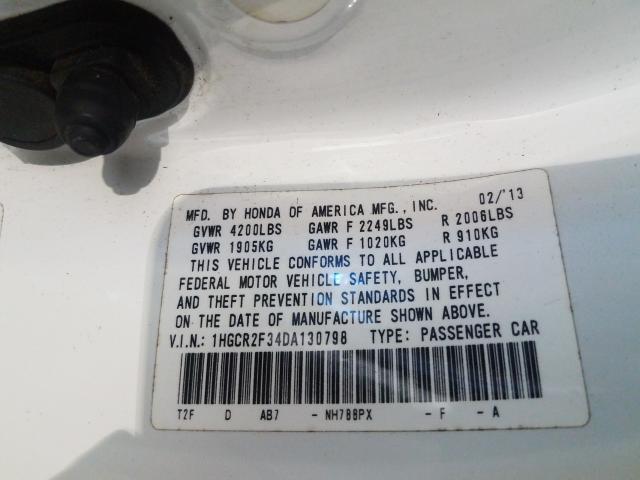 MFD. BY HONDA OF AMERICA MFG., INC. 02/'13
GVWR 4200LBS GAWR F 2249LBS R 2006LBS
GVWR 1905KG GAWR F 1020KG R 910KG
THIS VEHICLE CONFORMS TO ALL APPLICABLE
FEDERAL MOTOR VEHICLE SAFETY, BUMPER,
AND THEFT PREVENTION STANDARDS IN EFFECT
ON THE DATE OF MANUFACTURE SHOWN ABOVE.
V.I.N.: 1HGCR2F34DA130798 TYPE: PASSENGER CAR
T2F D AB7 - NH788PX - F - A